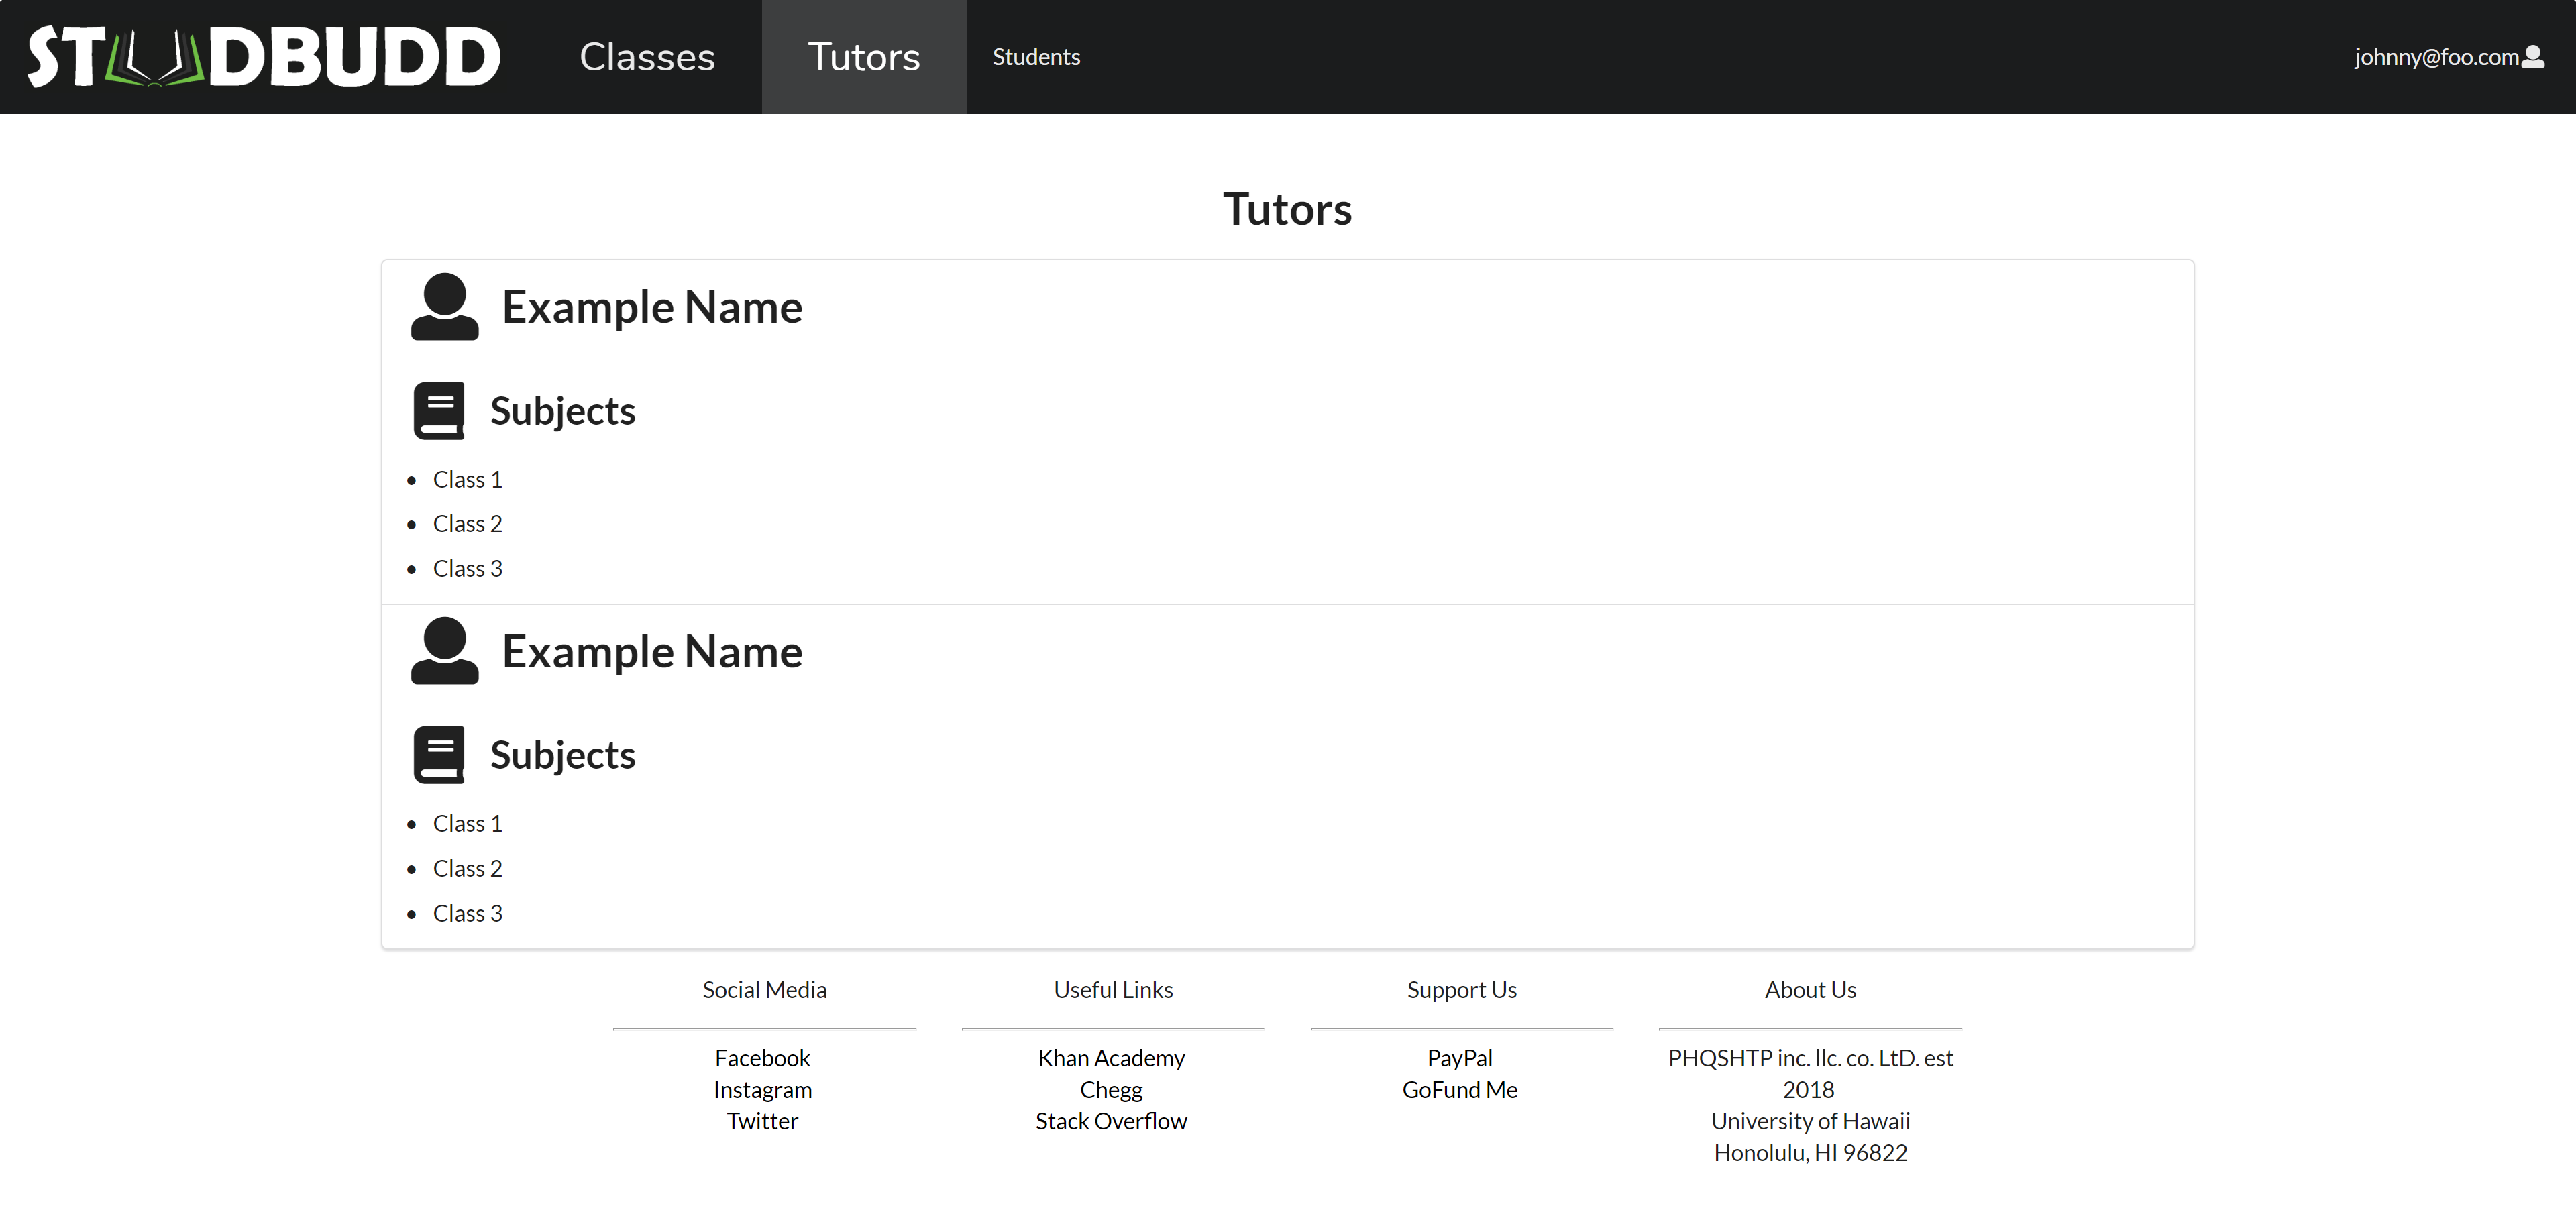 STUDBUDD
Classes
Tutors
Students
johnny@foo.com
Tutors
Example Name
Subjects
Class 1
Class 2
Class 3
Example Name
Subjects
Class 1
Class 2
Class 3
Social Media
Facebook
Instagram
Twitter
Useful Links
Khan Academy
Chegg
Stack Overflow
Support Us
PayPal
GoFund Me
About Us
PHQSHTP inc. llc. co. LtD. est
2018
University of Hawaii
Honolulu, HI 96822